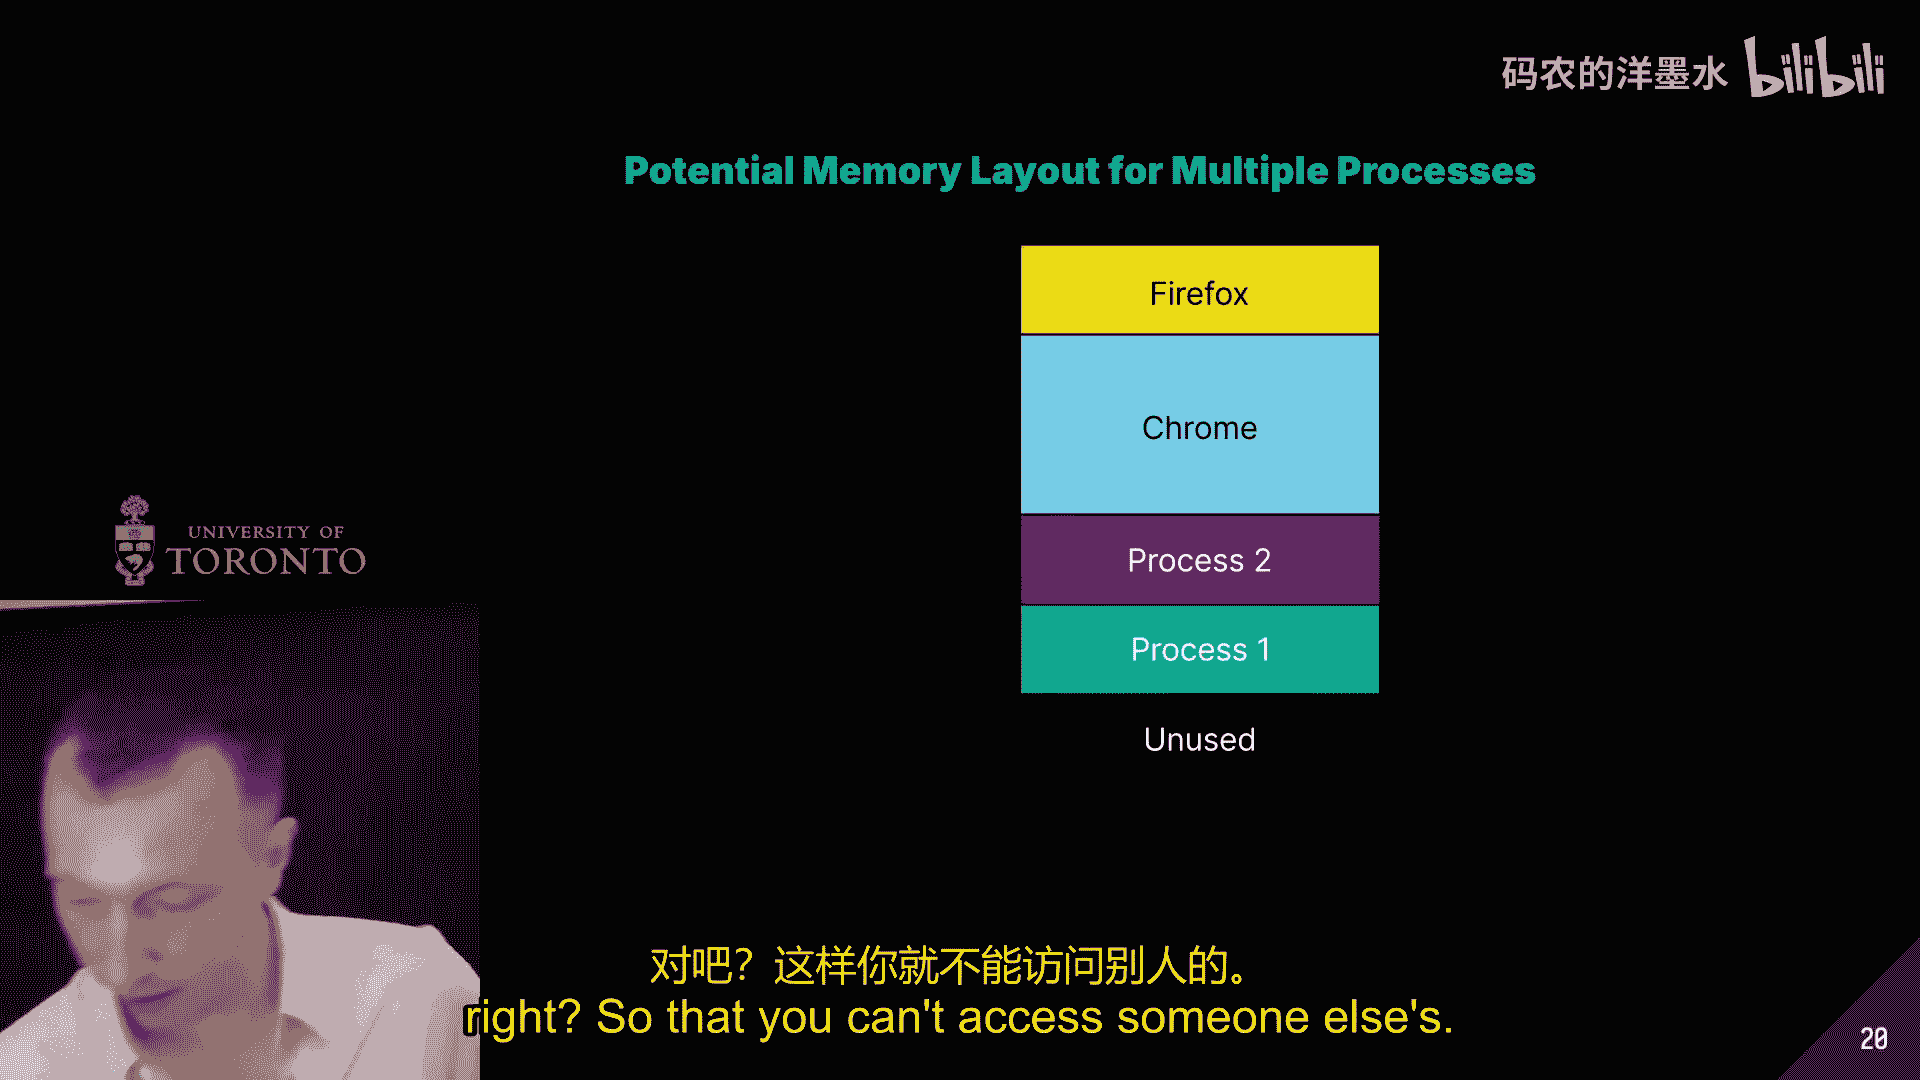 码农的洋墨水 bilibili
Potential Memory Layout for Multiple Processes
Firefox
Chrome
Process 2
Process 1
Unused
UNIVERSITY OF
TORONTO
对吧？这样你就不能访问别人的。
right? So that you can't access someone else's.
20